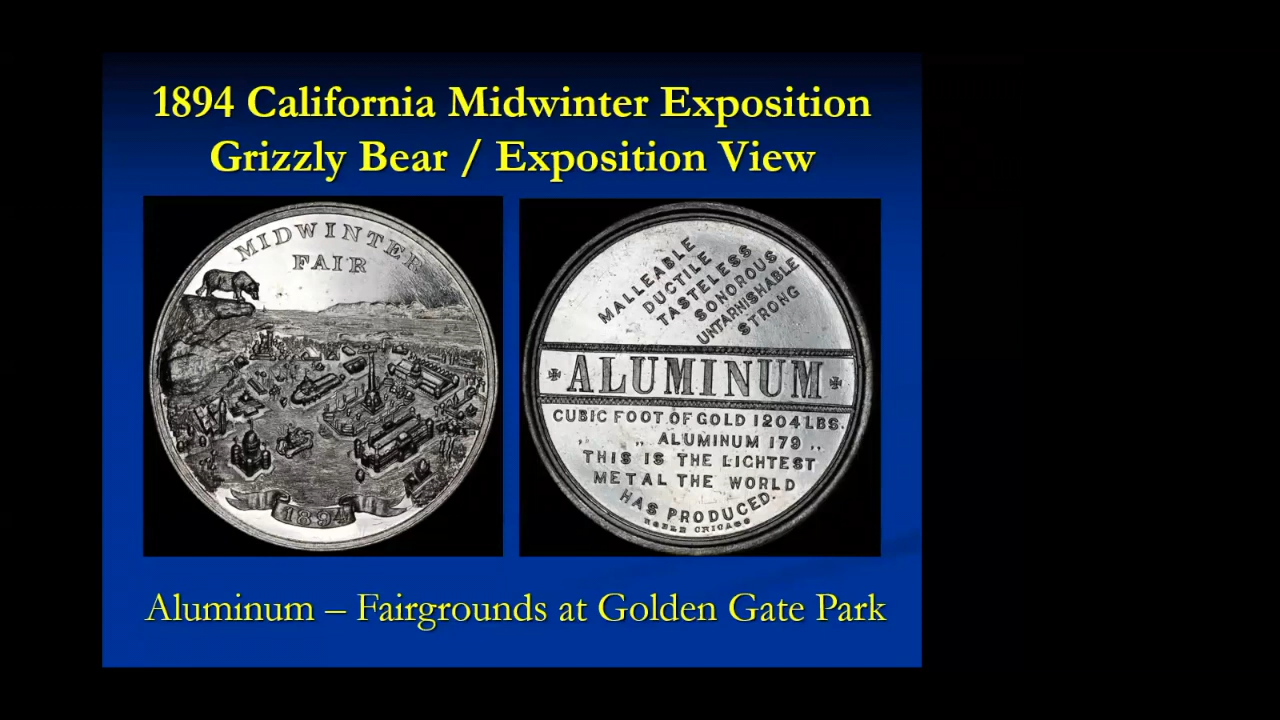 1894 California Midwinter Exposition
Grizzly Bear / Exposition View
MIDWINTER
FAIR
1894
MALLEABLE
DUCTILE
TASTELESS
SONOROUS
UNTARNISHABLE
STRONG
ALUMINUM
CUBIC FOOT OF GOLD 1204 LBS.
,, ,, ALUMINUM 179 ,,
THIS IS THE LIGHTEST
METAL THE WORLD
HAS PRODUCED.
CHICAGO
Aluminum – Fairgrounds at Golden Gate Park